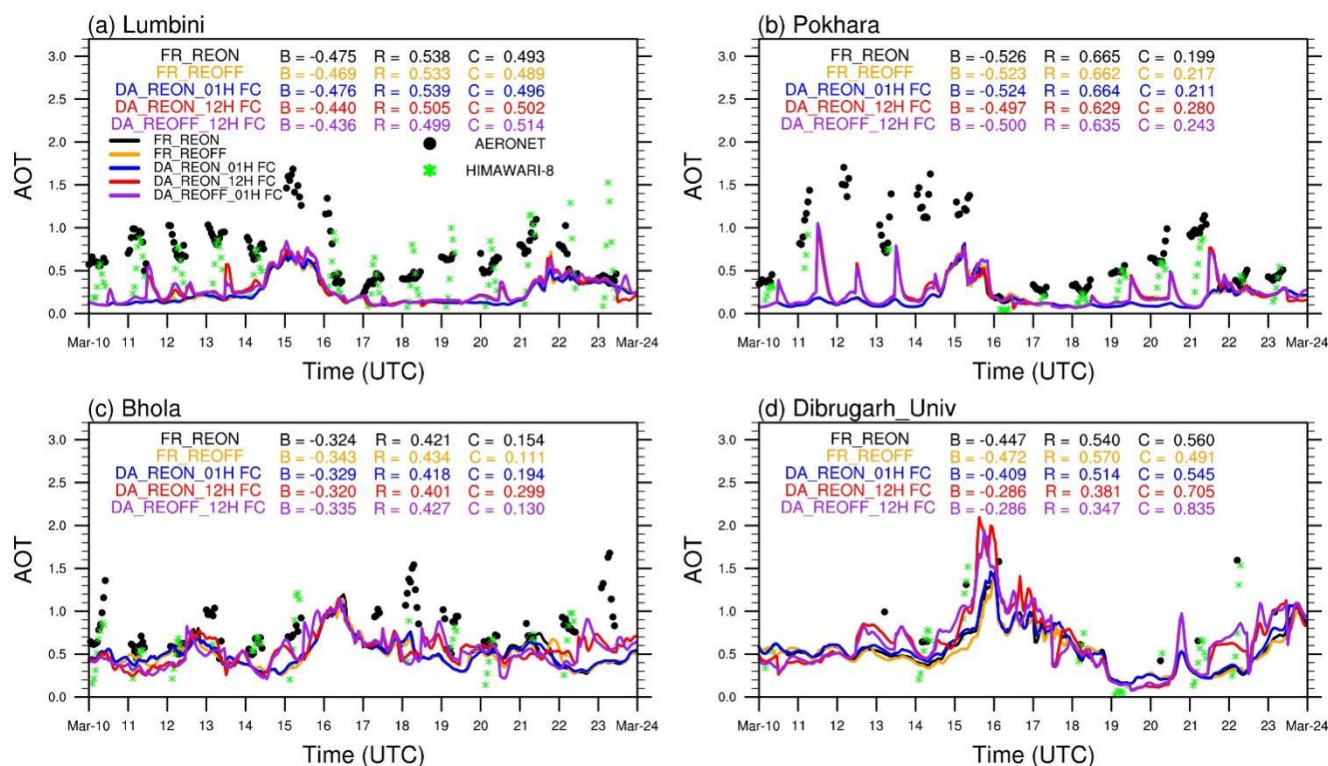 (a) Lumbini
FR_REON B = -0.475 R = 0.538 C = 0.493
FR_REOFF B = -0.469 R = 0.533 C = 0.489
DA_REON_01H FC B = -0.476 R = 0.539 C = 0.496
DA_REON_12H FC B = -0.440 R = 0.505 C = 0.502
DA_REOFF_12H FC B = -0.436 R = 0.499 C = 0.514
FR_REON
FR_REOFF
DA_REON_01H FC
DA_REON_12H FC
DA_REOFF_01H FC
AERONET
HIMAWARI-8
AOT
3.0
2.5
2.0
1.5
1.0
0.5
0.0
Mar-10 11 12 13 14 15 16 17 18 19 20 21 22 23 Mar-24
Time (UTC)
(b) Pokhara
FR_REON B = -0.526 R = 0.665 C = 0.199
FR_REOFF B = -0.523 R = 0.662 C = 0.217
DA_REON_01H FC B = -0.524 R = 0.664 C = 0.211
DA_REON_12H FC B = -0.497 R = 0.629 C = 0.280
DA_REOFF_12H FC B = -0.500 R = 0.635 C = 0.243
AOT
3.0
2.5
2.0
1.5
1.0
0.5
0.0
Mar-10 11 12 13 14 15 16 17 18 19 20 21 22 23 Mar-24
Time (UTC)
(c) Bhola
FR_REON B = -0.324 R = 0.421 C = 0.154
FR_REOFF B = -0.343 R = 0.434 C = 0.111
DA_REON_01H FC B = -0.329 R = 0.418 C = 0.194
DA_REON_12H FC B = -0.320 R = 0.401 C = 0.299
DA_REOFF_12H FC B = -0.335 R = 0.427 C = 0.130
AOT
3.0
2.5
2.0
1.5
1.0
0.5
0.0
Mar-10 11 12 13 14 15 16 17 18 19 20 21 22 23 Mar-24
Time (UTC)
(d) Dibrugarh_Univ
FR_REON B = -0.447 R = 0.540 C = 0.560
FR_REOFF B = -0.472 R = 0.570 C = 0.491
DA_REON_01H FC B = -0.409 R = 0.514 C = 0.545
DA_REON_12H FC B = -0.286 R = 0.381 C = 0.705
DA_REOFF_12H FC B = -0.286 R = 0.347 C = 0.835
AOT
3.0
2.5
2.0
1.5
1.0
0.5
0.0
Mar-10 11 12 13 14 15 16 17 18 19 20 21 22 23 Mar-24
Time (UTC)